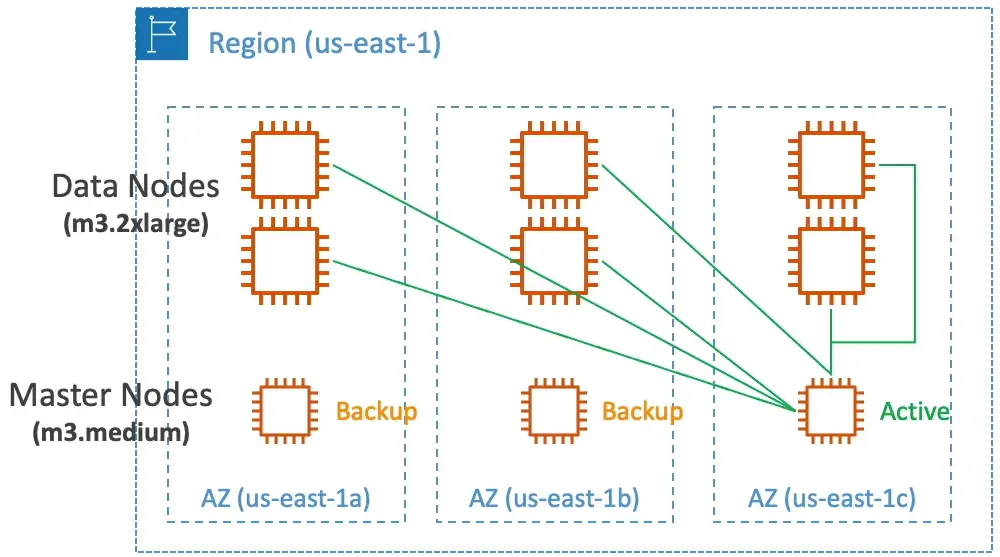 Region (us-east-1)
Data Nodes
(m3.2xlarge)
Master Nodes
(m3.medium)
Backup
Backup
Active
AZ (us-east-1a)
AZ (us-east-1b)
AZ (us-east-1c)